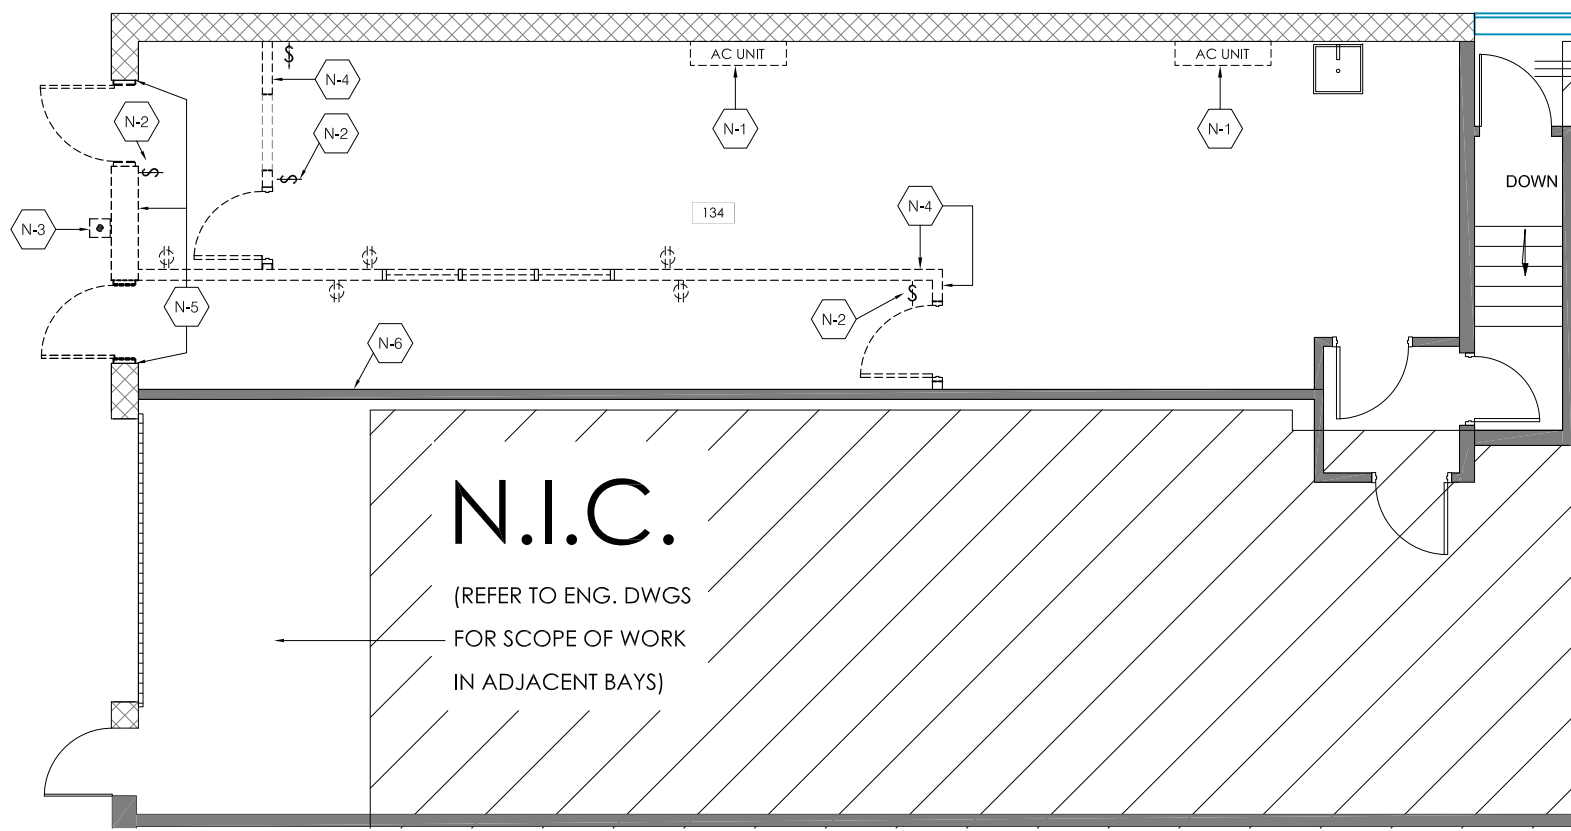 AC UNIT
AC UNIT
N-4
N-2
N-2
N-1
N-1
DOWN
N-3
134
N-4
N-5
N-2
N-6
N.I.C.
(REFER TO ENG. DWGS
FOR SCOPE OF WORK
IN ADJACENT BAYS)